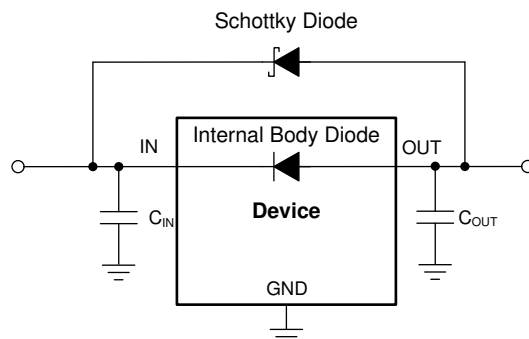 Schottky Diode
Internal Body Diode
IN
OUT
C_IN
Device
C_OUT
GND